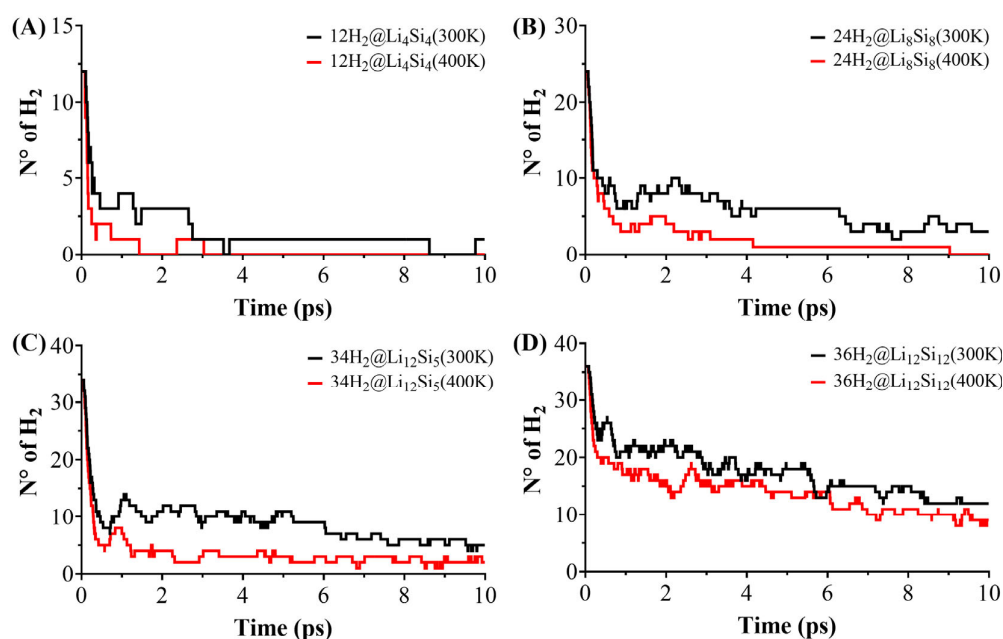 (A)
15
10
5
0
N° of H₂
12H₂@Li₄Si₄(300K)
12H₂@Li₄Si₄(400K)
0 2 4 6 8 10
Time (ps)
(B)
30
20
10
0
N° of H₂
24H₂@Li₈Si₈(300K)
24H₂@Li₈Si₈(400K)
0 2 4 6 8 10
Time (ps)
(C)
40
30
20
10
0
N° of H₂
34H₂@Li₁₂Si₅(300K)
34H₂@Li₁₂Si₅(400K)
0 2 4 6 8 10
Time (ps)
(D)
40
30
20
10
0
N° of H₂
36H₂@Li₁₂Si₁₂(300K)
36H₂@Li₁₂Si₁₂(400K)
0 2 4 6 8 10
Time (ps)